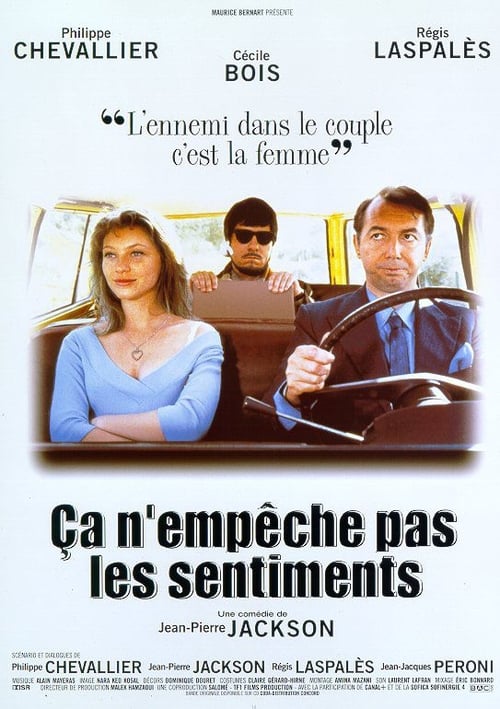 MAURICE BERNART PRÉSENTE
Philippe
CHEVALLIER
Cécile
BOIS
Régis
LASPALÈS
“L'ennemi dans le couple
c'est la femme”
Ça n'empêche pas
les sentiments
Une comédie de
Jean-Pierre JACKSON
SCÉNARIO ET DIALOGUES DE
Philippe CHEVALLIER Jean-Pierre JACKSON Régis LASPALÈS Jean-Jacques PERONI
MUSIQUE ALAIN MAYERAS IMAGE NARA KEO KOSAL DÉCORS DOMINIQUE DOURET COSTUMES CLAIRE GÉRARD-HIRNE MONTAGE AMINA MAZANI SON LAURENT LAFRAN MIXAGE ÉRIC BONNARD
DIRECTEUR DE PRODUCTION MALEK HAMZAOUI UNE COPRODUCTION SALOMÉ - TF1 FILMS PRODUCTION - AVEC LA PARTICIPATION DE CANAL+ ET DE LA SOFICA SOFINERGIE 4